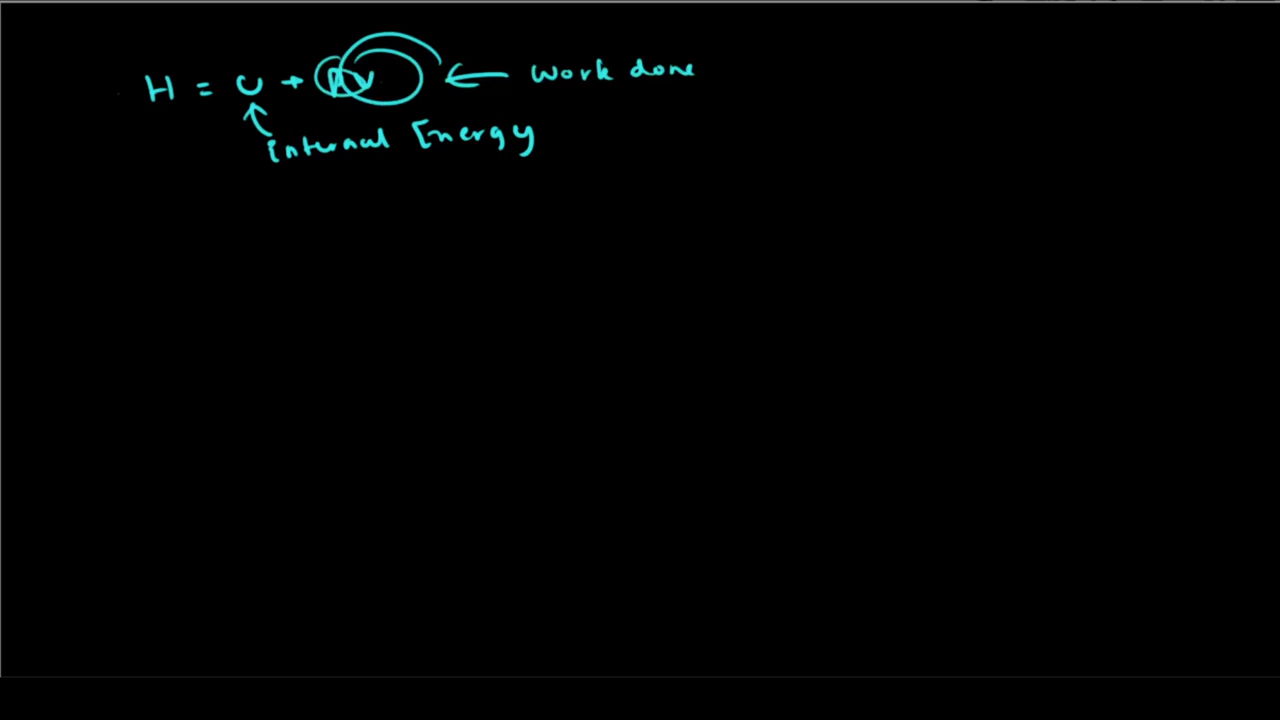 H = U + PV ← work done
↑
internal Energy